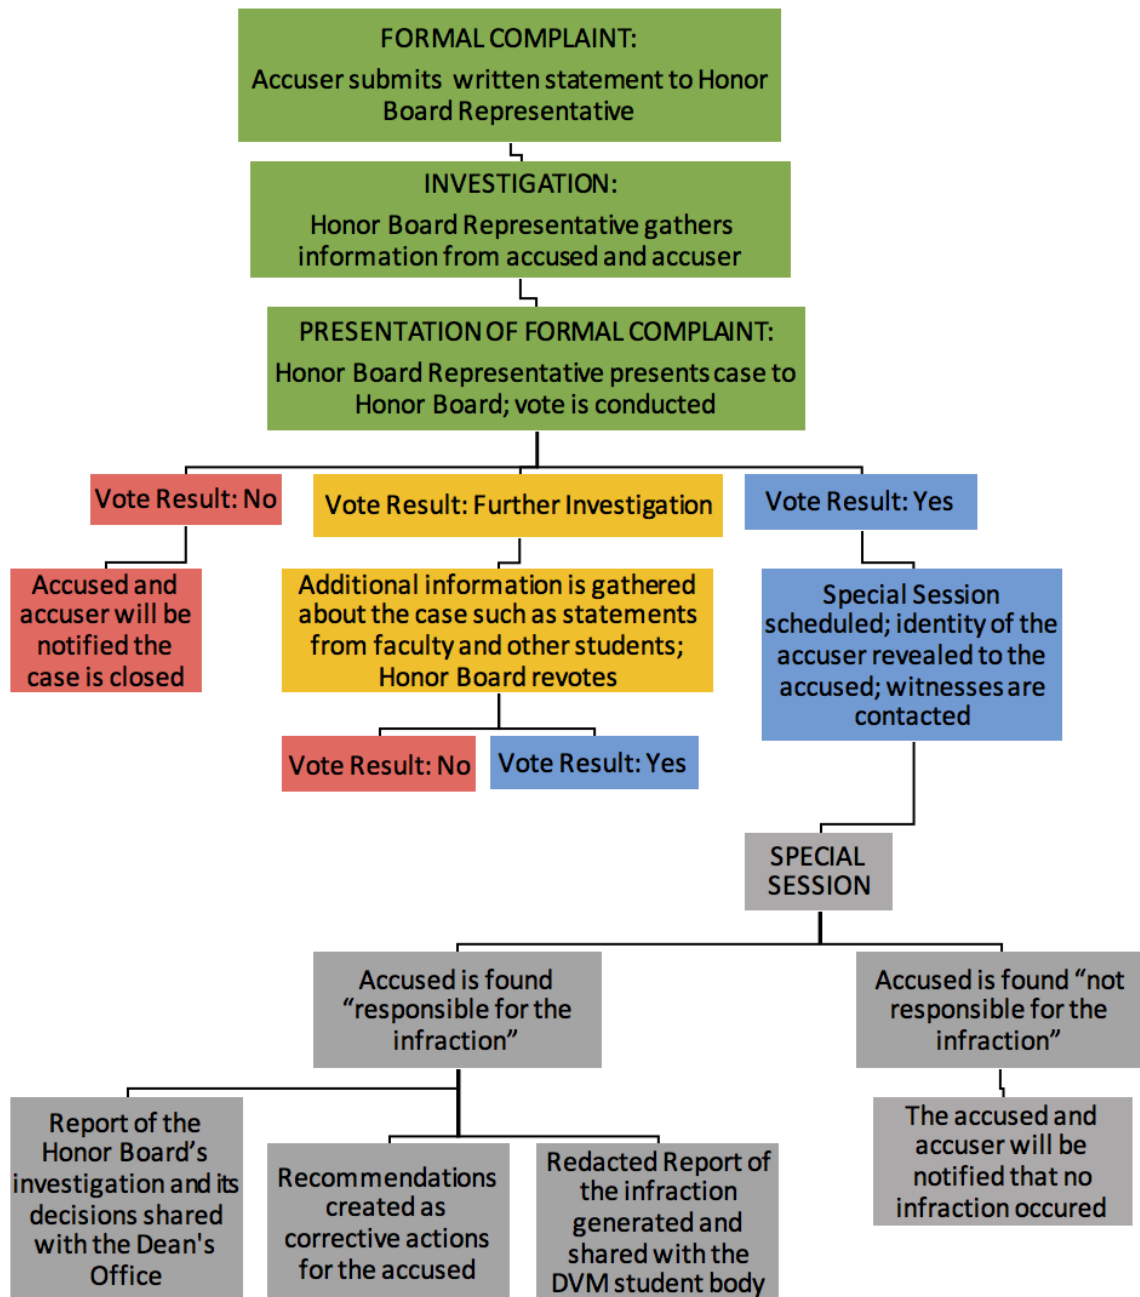 FORMAL COMPLAINT:
Accuser submits written statement to Honor
Board Representative
INVESTIGATION:
Honor Board Representative gathers
information from accused and accuser
PRESENTATION OF FORMAL COMPLAINT:
Honor Board Representative presents case to
Honor Board; vote is conducted
Vote Result: No
Vote Result: Further Investigation
Vote Result: Yes
Accused and
accuser will be
notified the
case is closed
Additional information is gathered
about the case such as statements
from faculty and other students;
Honor Board revotes
Special Session
scheduled; identity of the
accuser revealed to the
accused; witnesses are
contacted
Vote Result: No
Vote Result: Yes
SPECIAL
SESSION
Accused is found
“responsible for the
infraction”
Accused is found “not
responsible for the
infraction”
Report of the
Honor Board’s
investigation and its
decisions shared
with the Dean's
Office
Recommendations
created as
corrective actions
for the accused
Redacted Report of
the infraction
generated and
shared with the
DVM student body
The accused and
accuser will be
notified that no
infraction occured